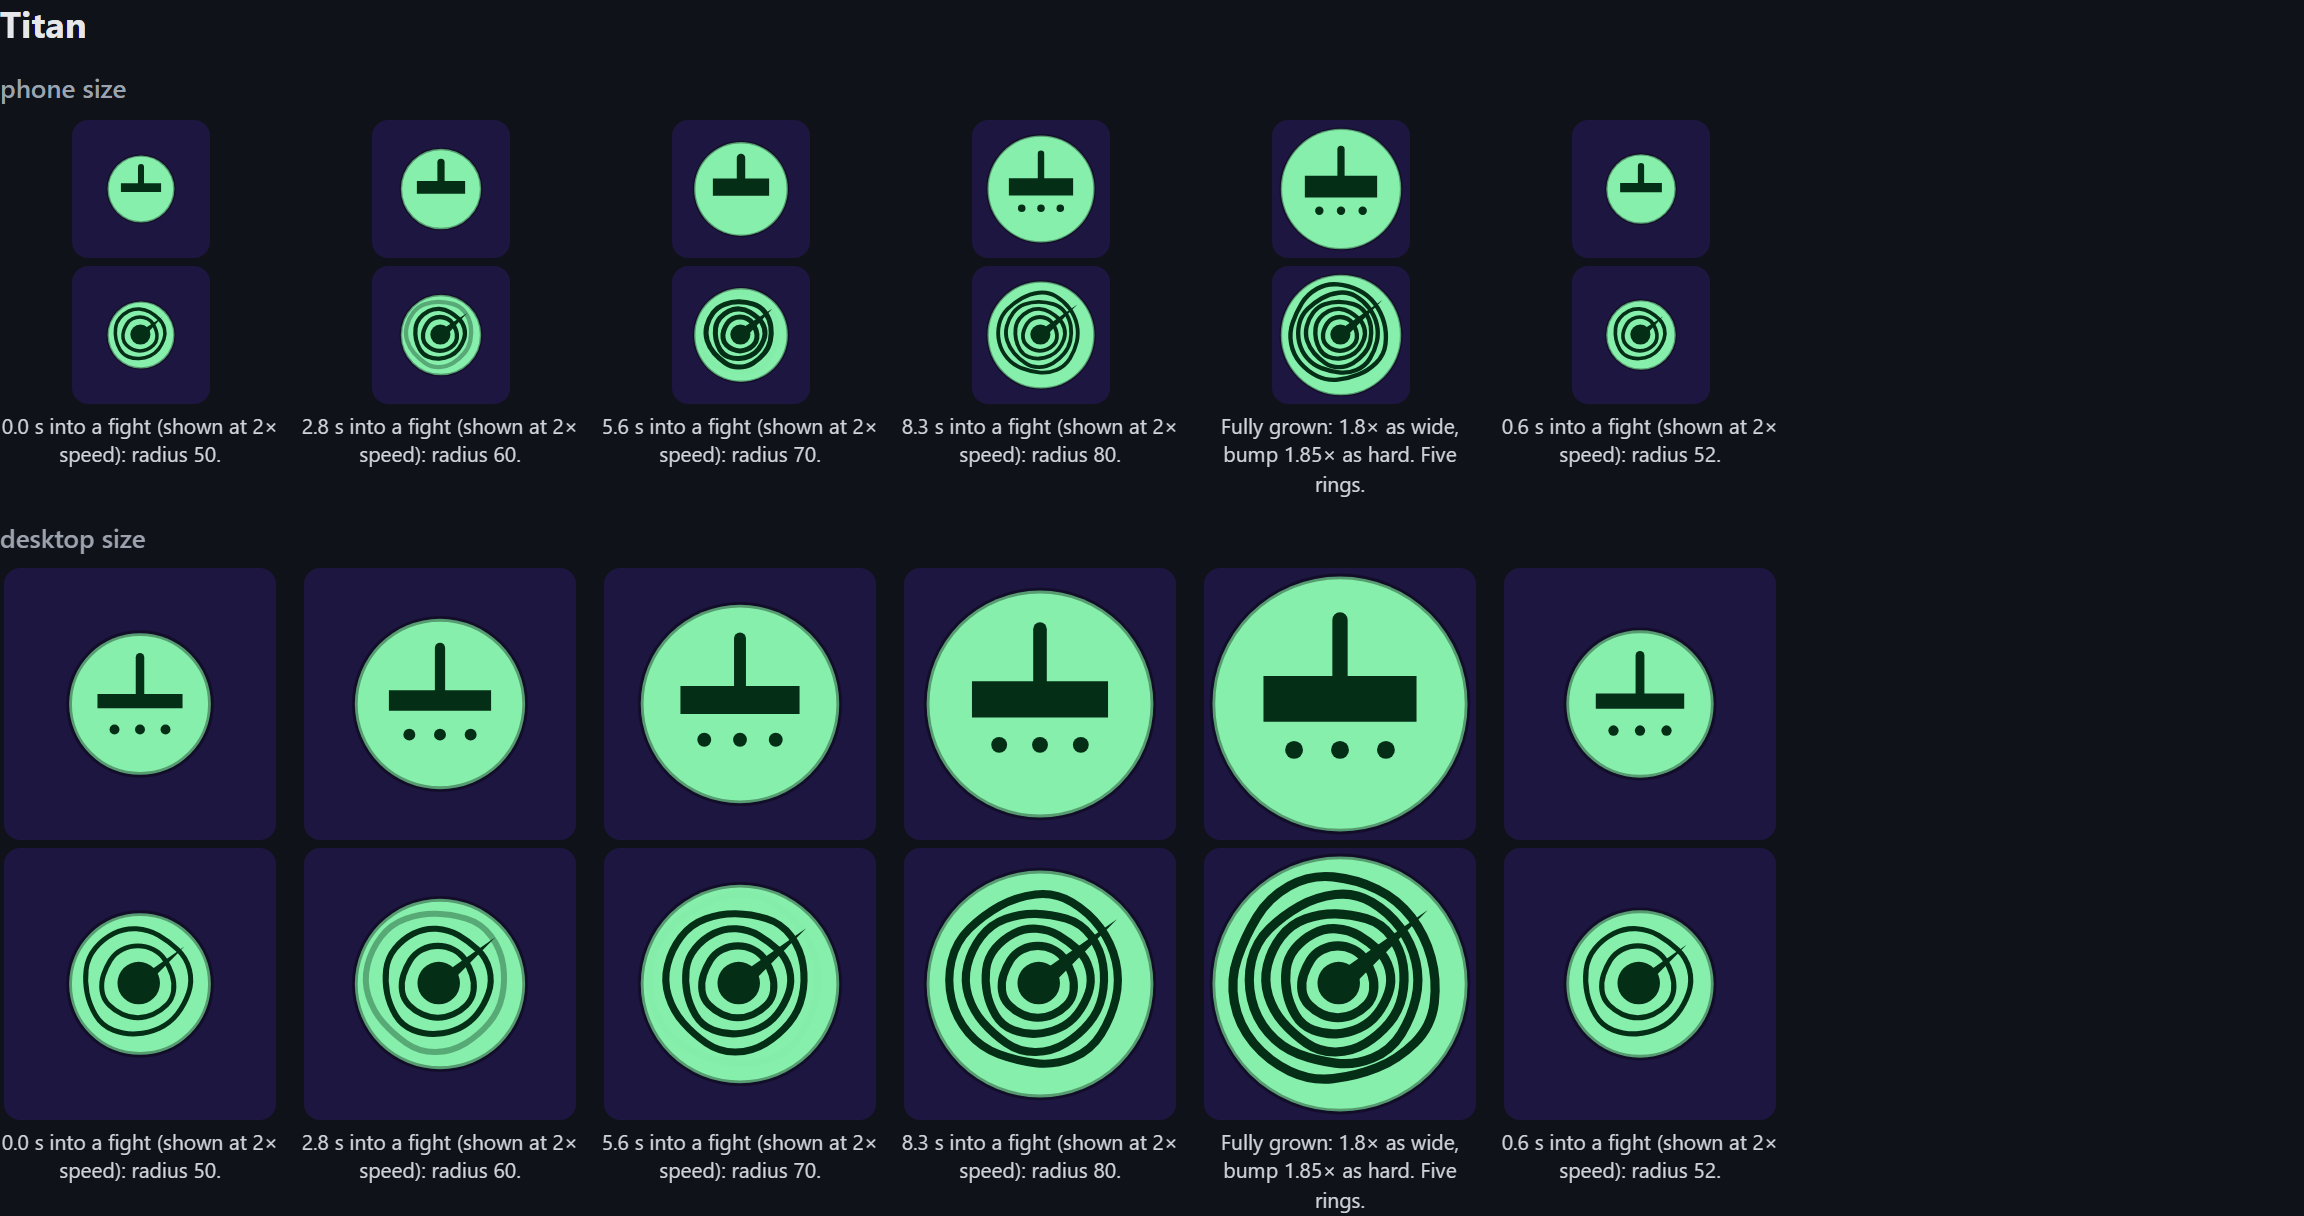 Titan
phone size
0.0 s into a fight (shown at 2×
speed): radius 50.
2.8 s into a fight (shown at 2×
speed): radius 60.
5.6 s into a fight (shown at 2×
speed): radius 70.
8.3 s into a fight (shown at 2×
speed): radius 80.
Fully grown: 1.8× as wide,
bump 1.85× as hard. Five
rings.
0.6 s into a fight (shown at 2×
speed): radius 52.
desktop size
0.0 s into a fight (shown at 2×
speed): radius 50.
2.8 s into a fight (shown at 2×
speed): radius 60.
5.6 s into a fight (shown at 2×
speed): radius 70.
8.3 s into a fight (shown at 2×
speed): radius 80.
Fully grown: 1.8× as wide,
bump 1.85× as hard. Five
rings.
0.6 s into a fight (shown at 2×
speed): radius 52.